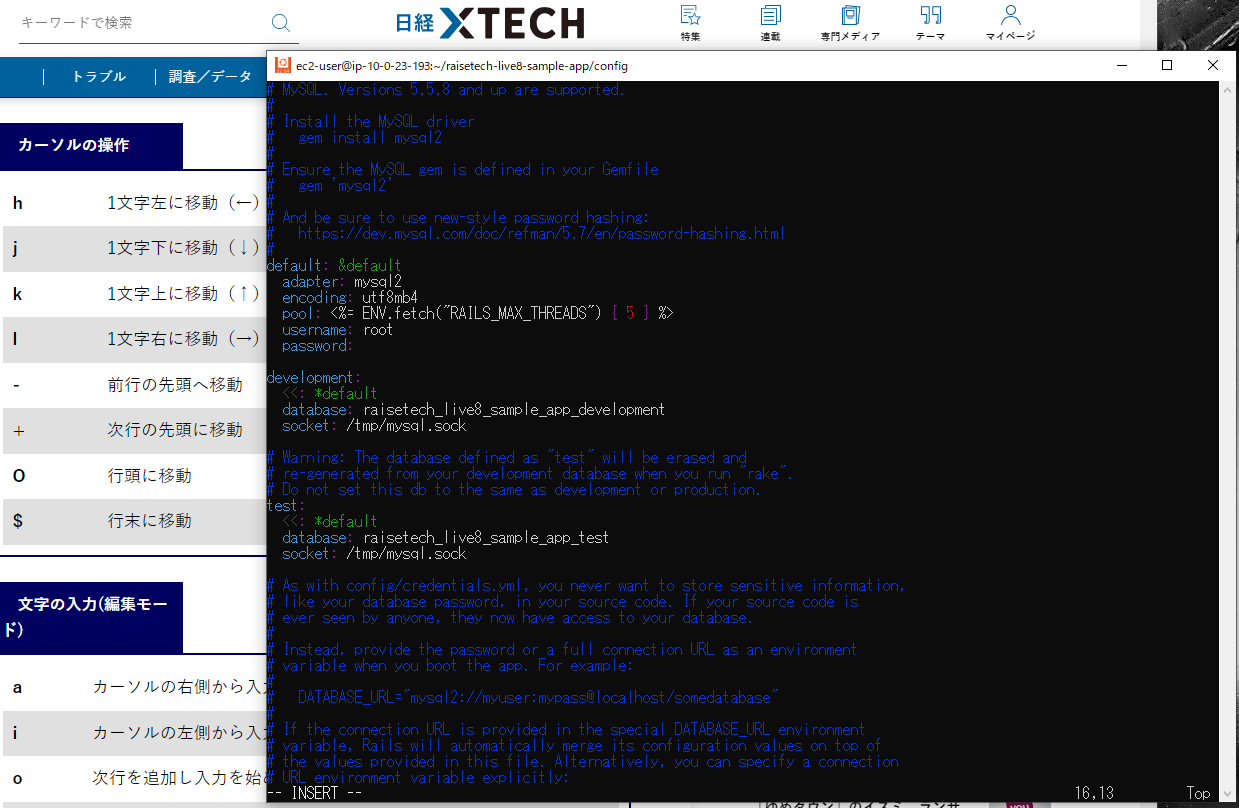 キーワードで検索
日経 XTECH
特集
連載
専門メディア
テーマ
マイページ
トラブル
調査／データ
カーソルの操作
h 1文字左に移動（←）
j 1文字下に移動（↓）
k 1文字上に移動（↑）
l 1文字右に移動（→）
- 前行の先頭へ移動
+ 次行の先頭に移動
0 行頭に移動
$ 行末に移動
文字の入力(編集モー
ド)
a カーソルの右側から入
i カーソルの左側から入
o 次行を追加し入力を始
ec2-user@ip-10-0-23-193:~/raisetech-live8-sample-app/config
# MySQL. Versions 5.5.8 and up are supported.
#
# Install the MySQL driver
#   gem install mysql2
#
# Ensure the MySQL gem is defined in your Gemfile
#   gem 'mysql2'
#
# And be sure to use new-style password hashing:
#   https://dev.mysql.com/doc/refman/5.7/en/password-hashing.html
#
default: &default
  adapter: mysql2
  encoding: utf8mb4
  pool: <%= ENV.fetch("RAILS_MAX_THREADS") { 5 } %>
  username: root
  password:
development:
  <<: *default
  database: raisetech_live8_sample_app_development
  socket: /tmp/mysql.sock
# Warning: The database defined as "test" will be erased and
# re-generated from your development database when you run "rake".
# Do not set this db to the same as development or production.
test:
  <<: *default
  database: raisetech_live8_sample_app_test
  socket: /tmp/mysql.sock
# As with config/credentials.yml, you never want to store sensitive information,
# like your database password, in your source code. If your source code is
# ever seen by anyone, they now have access to your database.
#
# Instead, provide the password or a full connection URL as an environment
# variable when you boot the app. For example:
#
#   DATABASE_URL="mysql2://myuser:mypass@localhost/somedatabase"
#
# If the connection URL is provided in the special DATABASE_URL environment
# variable, Rails will automatically merge its configuration values on top of
# the values provided in this file. Alternatively, you can specify a connection
# URL environment variable explicitly:
-- INSERT -- 16,13 Top